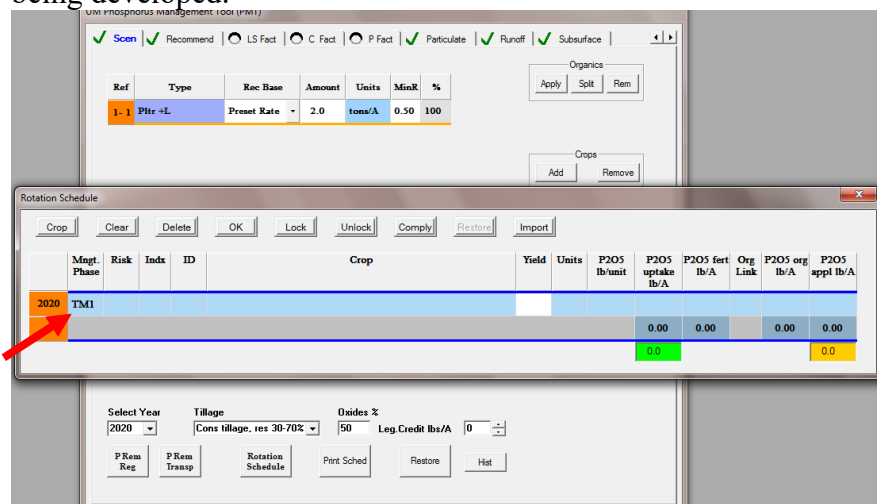 being developed.
UM Phosphorus Management Tool (PMT)
Scen Recommend LS Fact C Fact P Fact Particulate Runoff Subsurface
Organics
Apply Split Rem
Ref Type Rec Base Amount Units MinR %
1- 1 Pltr +L Preset Rate 2.0 tons/A 0.50 100
Crops
Add Remove
Rotation Schedule
Crop Clear Delete OK Lock Unlock Comply Restore Import
Mngt. Phase Risk Indx ID Crop Yield Units P2O5 lb/unit P2O5 uptake lb/A P2O5 fert lb/A Org Link P2O5 org lb/A P2O5 appl lb/A
2020 TM1
0.00 0.00 0.00 0.00
0.0 0.0
Select Year Tillage Oxides %
2020 Cons tillage, res 30-70% 50 Leg.Credit lbs/A 0
P Rem Reg P Rem Transp Rotation Schedule Print Sched Restore Hist